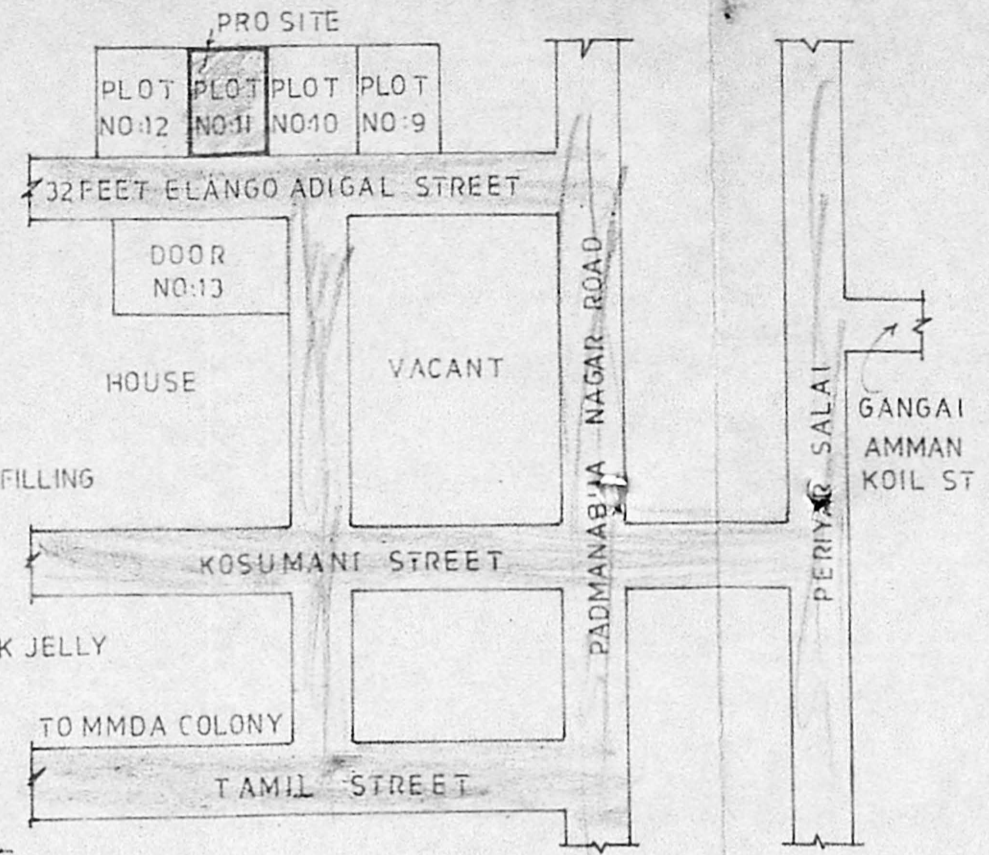 PRO SITE
PLOT
NO:12
PLOT
NO:11
PLOT
NO:10
PLOT
NO:9
32 FEET ELANGO ADIGAL STREET
DOOR
NO:13
HOUSE
VACANT
PADMANABHA NAGAR ROAD
PERIYAR SALAI
GANGAI
AMMAN
KOIL ST
FILLING
KOSUMANI STREET
K JELLY
TO MMDA COLONY
TAMIL STREET